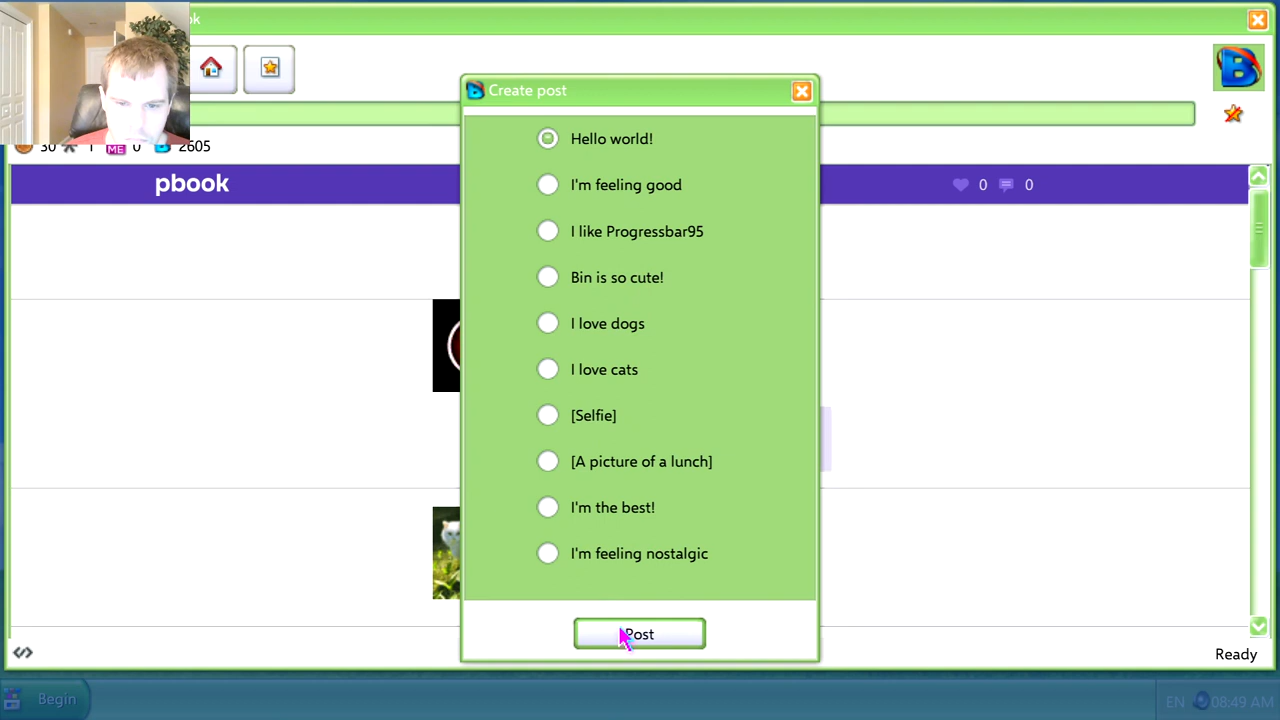 ok
30 1 ME 0 2605
pbook 0 0
Create post
Hello world!
I'm feeling good
I like Progressbar95
Bin is so cute!
I love dogs
I love cats
[Selfie]
[A picture of a lunch]
I'm the best!
I'm feeling nostalgic
Post
Ready
Begin EN 08:49 AM